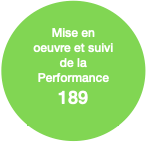 Mise en
oeuvre et suivi
de la
Performance
189